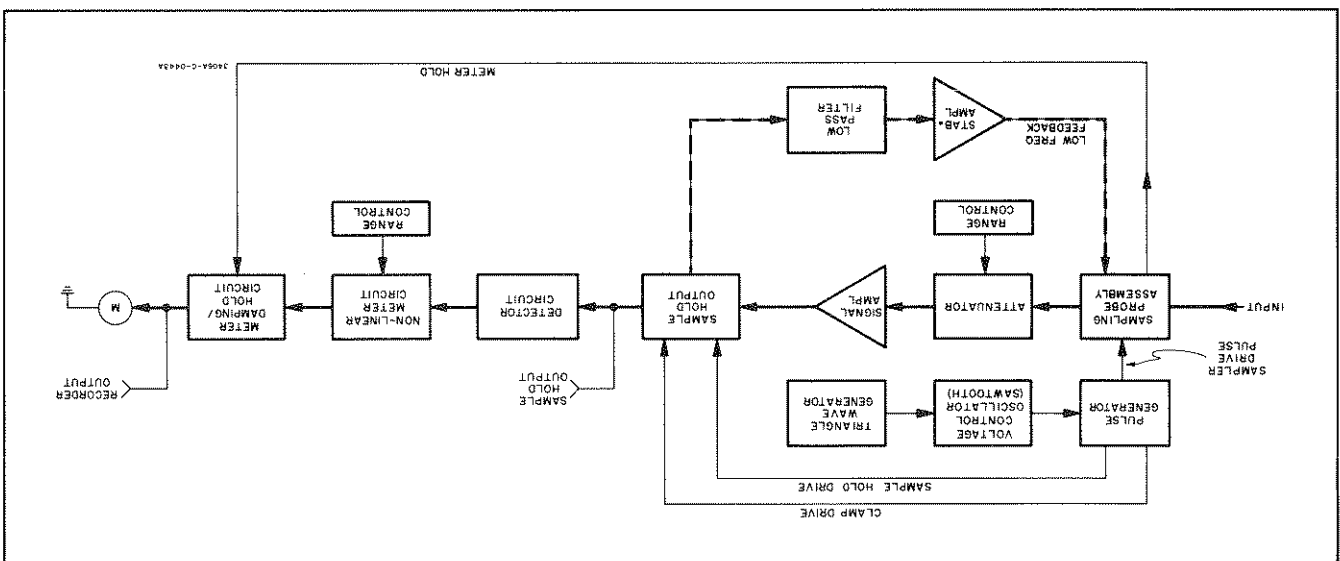 CLAMP DRIVE
SAMPLE HOLD DRIVE
PULSE
GENERATOR
VOLTAGE
CONTROL
OSCILLATOR
(SAWTOOTH)
TRIANGLE
WAVE
GENERATOR
SAMPLER
DRIVE
PULSE
SAMPLE
HOLD
OUTPUT
RECORDER
OUTPUT
INPUT
SAMPLING
PROBE
ASSEMBLY
ATTENUATOR
SIGNAL
AMPL
SAMPLE
HOLD
OUTPUT
DETECTOR
CIRCUIT
NON-LINEAR
METER
CIRCUIT
METER
DAMPING/
HOLD
CIRCUIT
M
RANGE
CONTROL
RANGE
CONTROL
LOW FREQ
FEEDBACK
STAB.
AMPL
LOW
PASS
FILTER
METER HOLD
3406A-C-0443A